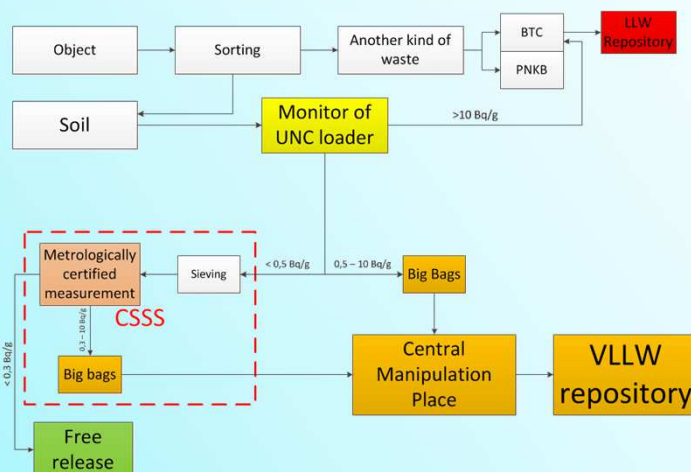 Object
Sorting
Another kind of
waste
BTC
PNKB
LLW
Repository
Soil
Monitor of
UNC loader
>10 Bq/g
Metrologically
certified
measurement
Sieving
< 0,5 Bq/g
0,5 – 10 Bq/g
Big Bags
CSSS
0,3 – 10 Bq/g
< 0,3 Bq/g
Big bags
Central
Manipulation
Place
VLLW
repository
Free
release